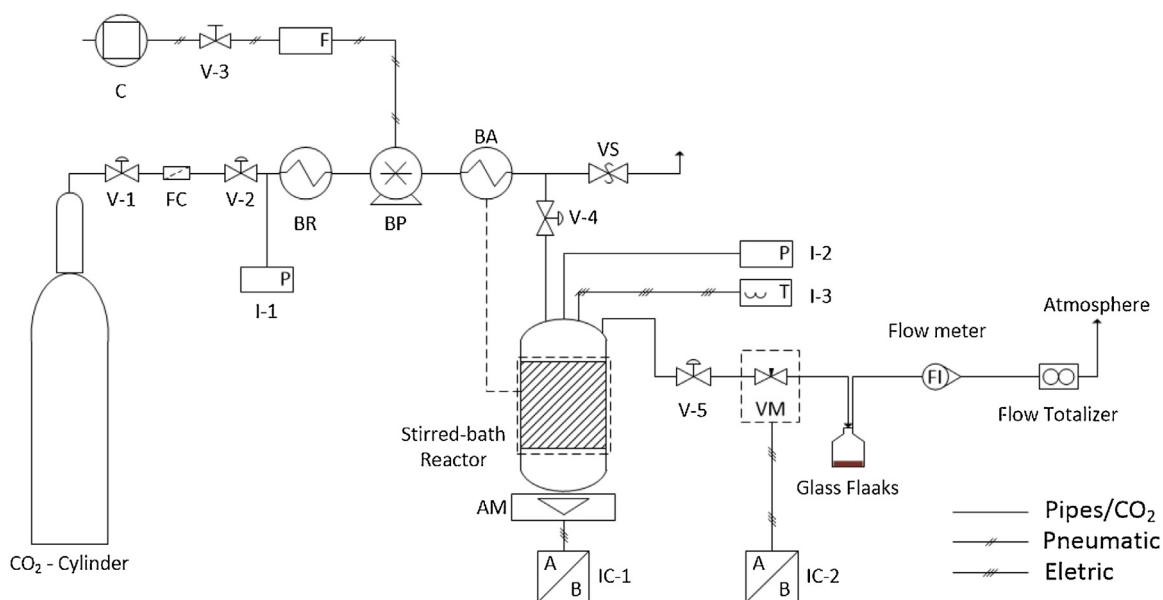 F
C
V-3
BA
VS
V-1
FC
V-2
BR
BP
V-4
P
I-1
P
I-2
T
I-3
Atmosphere
Flow meter
FI
V-5
VM
Flow Totalizer
Stirred-bath
Reactor
Glass Flaaks
AM
CO₂ - Cylinder
A
B
IC-1
A
B
IC-2
Pipes/CO₂
Pneumatic
Eletric